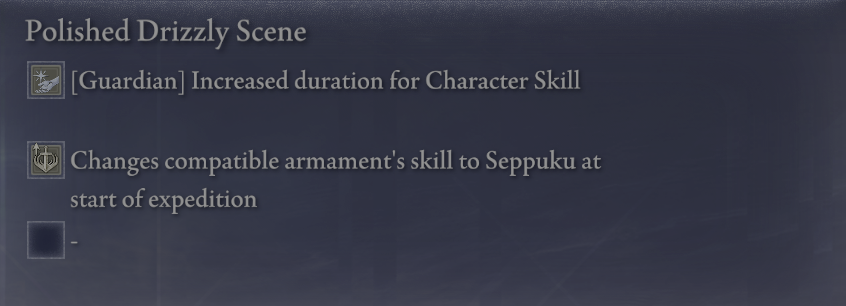 Polished Drizzly Scene
[Guardian] Increased duration for Character Skill
Changes compatible armament's skill to Seppuku at
start of expedition
-